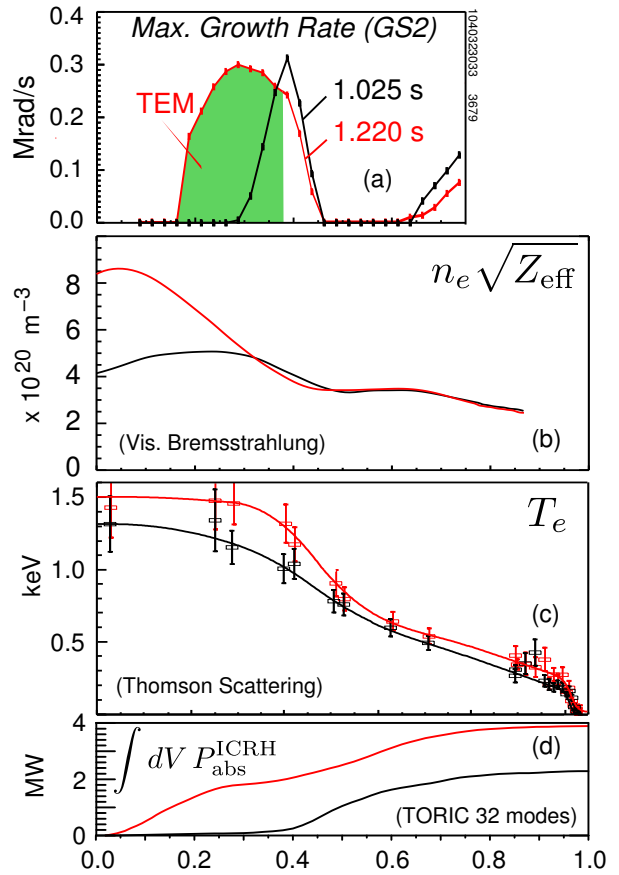 Max. Growth Rate (GS2)
1040323033 3679
0.4
0.3
0.2
0.1
0.0
Mrad/s
TEM
1.025 s
1.220 s
(a)
n_e √Z_eff
8
6
4
2
0
x 10^20 m^−3
(Vis. Bremsstrahlung)
(b)
T_e
1.5
1.0
0.5
keV
(c)
(Thomson Scattering)
4
2
0
MW
∫ dV P_abs^ICRH
(d)
(TORIC 32 modes)
0.0 0.2 0.4 0.6 0.8 1.0